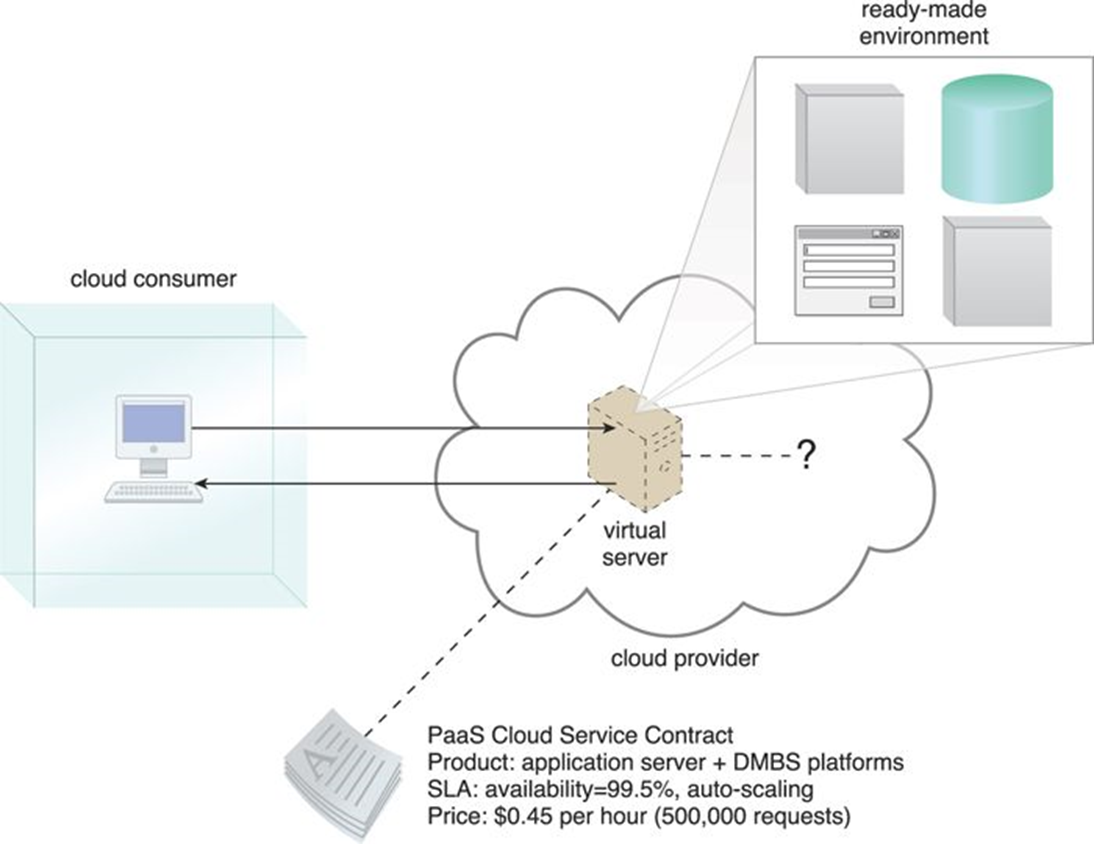 ready-made
environment
cloud consumer
?
virtual
server
cloud provider
PaaS Cloud Service Contract
Product: application server + DMBS platforms
SLA: availability=99.5%, auto-scaling
Price: $0.45 per hour (500,000 requests)
A